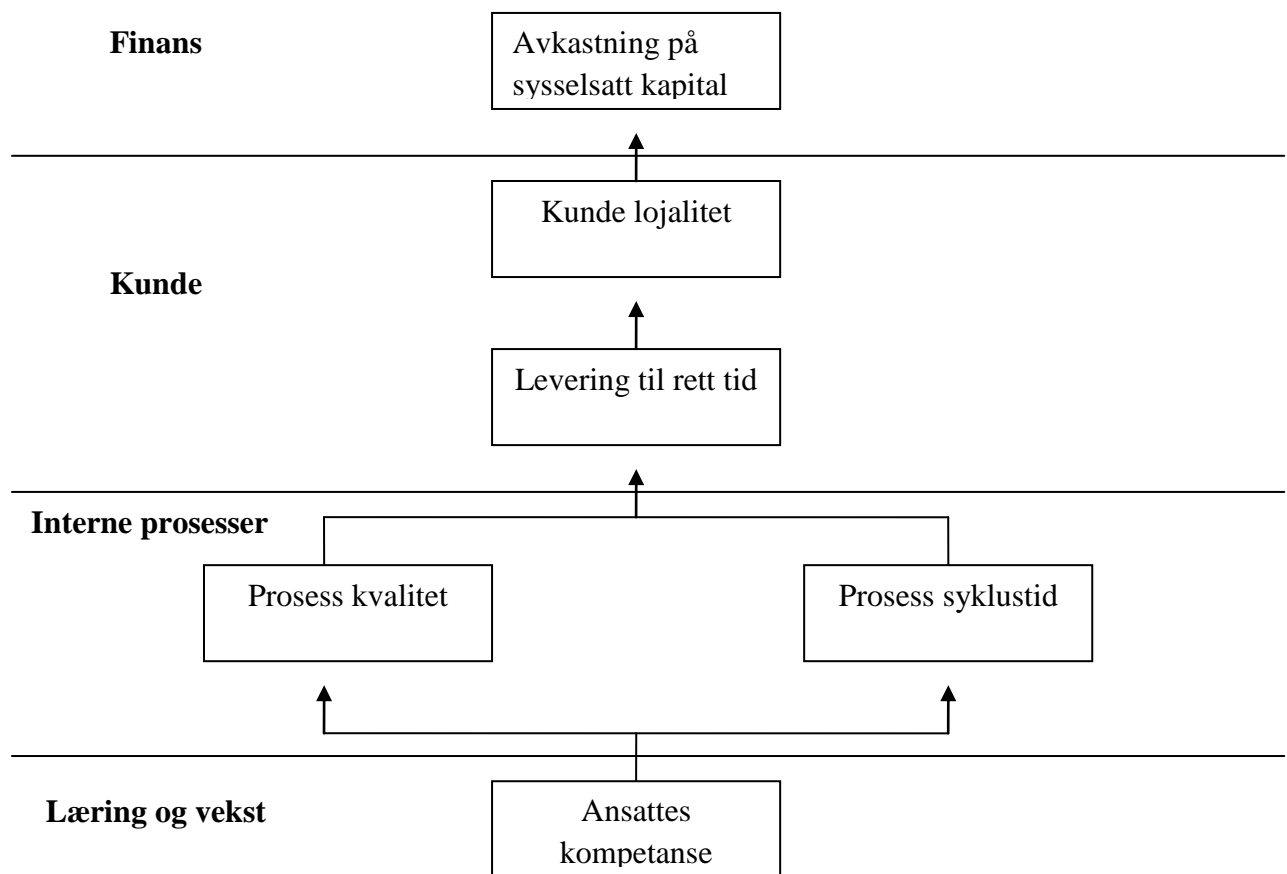 Finans
Avkastning på
sysselsatt kapital
Kunde lojalitet
Kunde
Levering til rett tid
Interne prosesser
Prosess kvalitet
Prosess syklustid
Læring og vekst
Ansattes
kompetanse